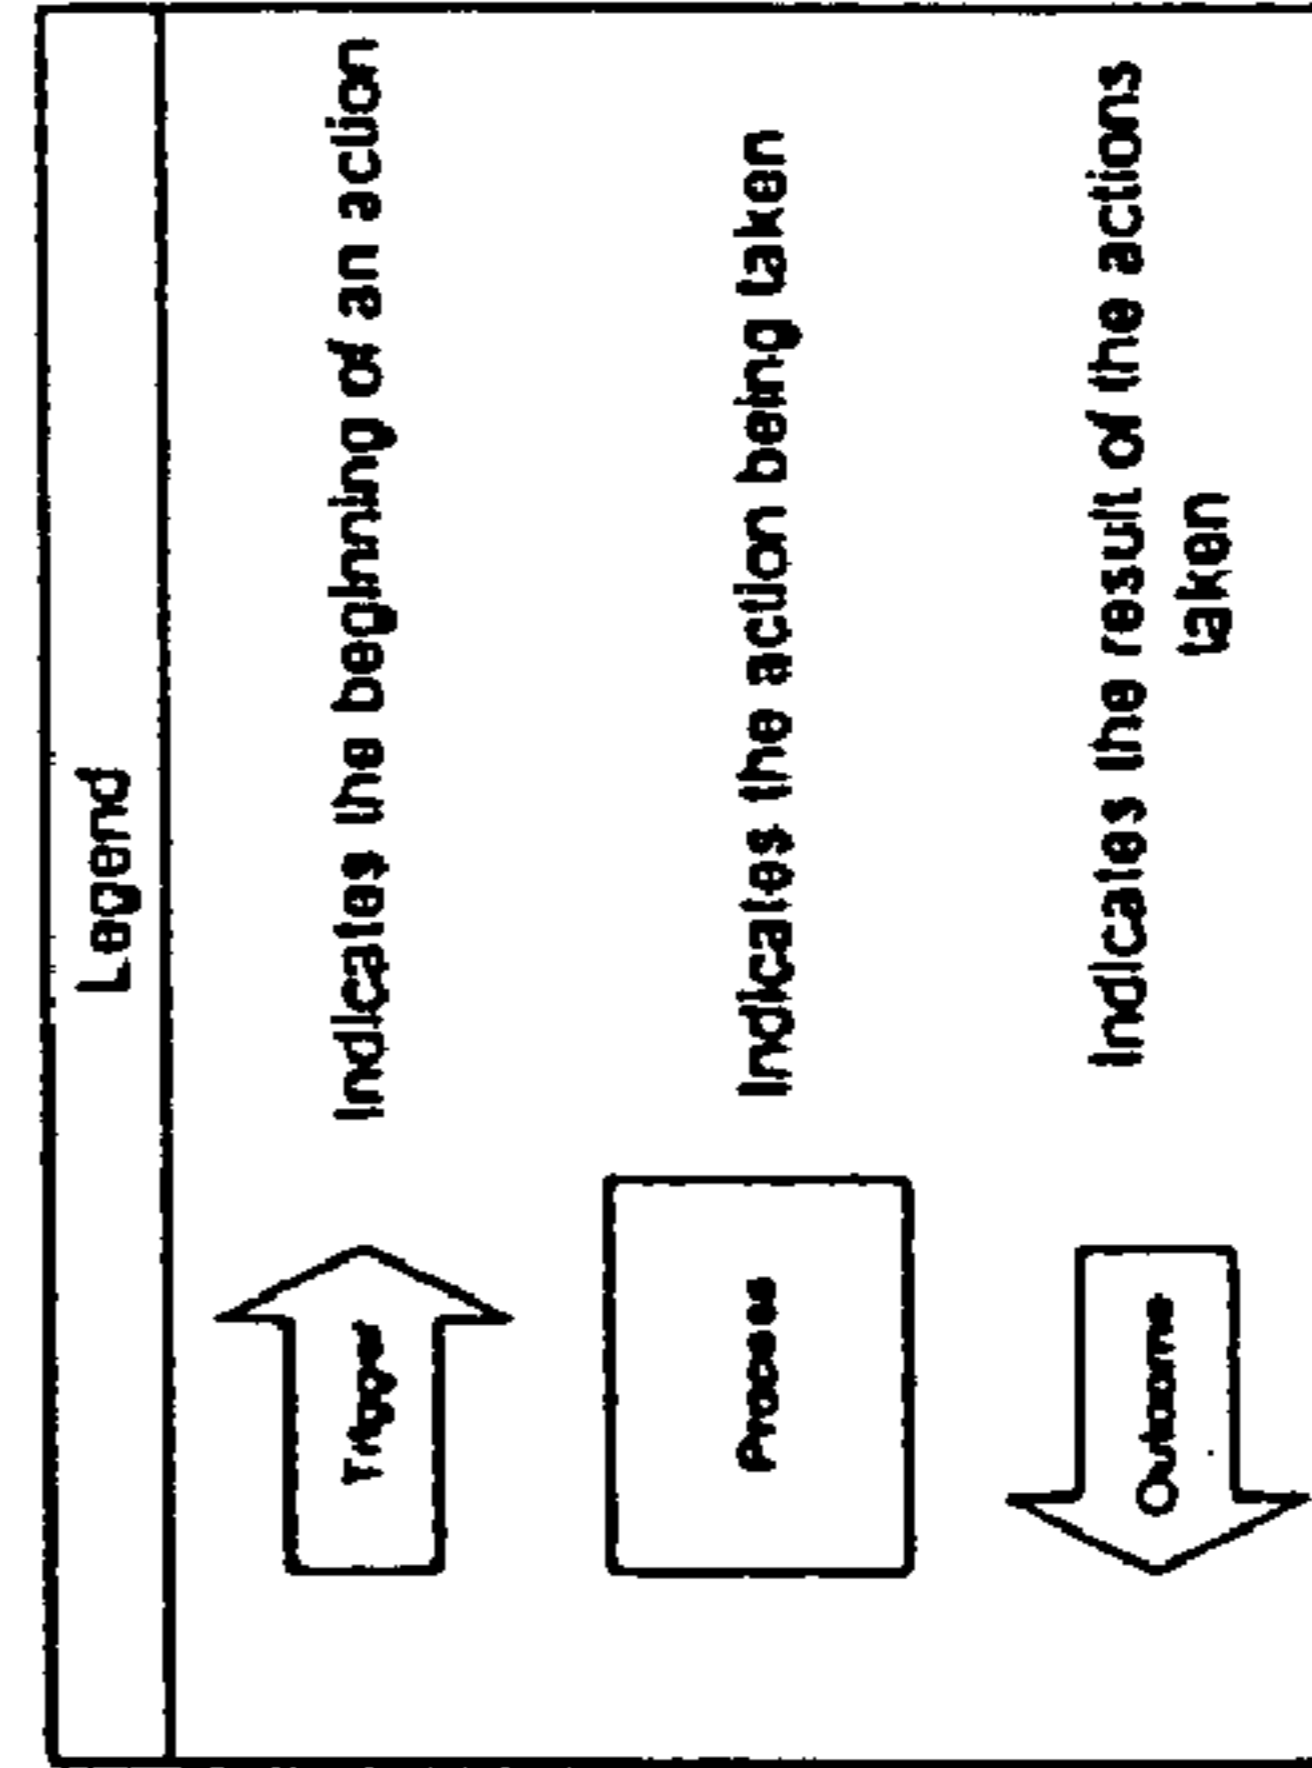 Legend
Trigger
Indicates the beginning of an action
Process
Indicates the action being taken
Outcome
Indicates the result of the actions
taken